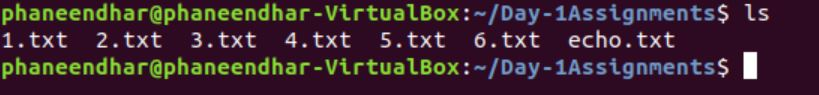 phaneendhar@phaneendhar-VirtualBox:~/Day-1Assignments$ ls
1.txt  2.txt  3.txt  4.txt  5.txt  6.txt  echo.txt
phaneendhar@phaneendhar-VirtualBox:~/Day-1Assignments$